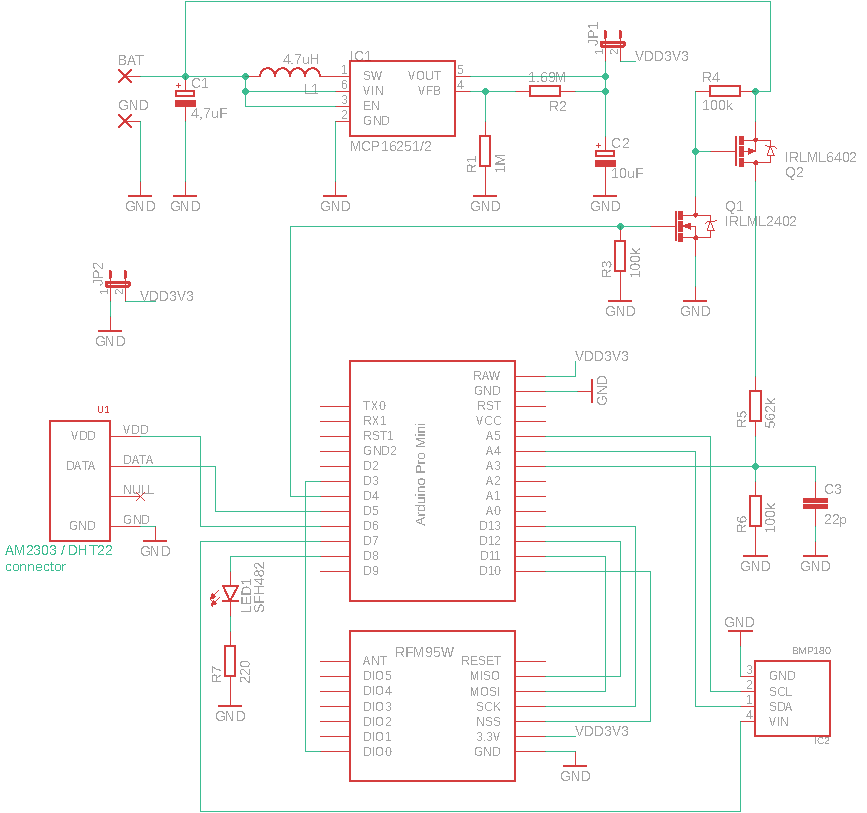 BAT
GND
C1
4,7uF
4.7uH
L1
IC1
1
SW
VOUT
5
6
VIN
VFB
4
3
EN
2
GND
MCP16251/2
1.69M
R2
R1
1M
JP1
1
2
VDD3V3
C2
10uF
R4
100k
IRLML6402
Q2
Q1
IRLML2402
GND
GND
GND
GND
GND
R3
100k
GND
GND
JP2
1
2
VDD3V3
GND
U1
VDD
VDD
DATA
DATA
NULL
GND
GND
GND
AM2303 / DHT22
connector
Arduino Pro Mini
TX0
RX1
RST1
GND2
D2
D3
D4
D5
D6
D7
D8
D9
RAW
GND
RST
VCC
A5
A4
A3
A2
A1
A0
D13
D12
D11
D10
VDD3V3
GND
R5
562k
R6
100k
C3
22p
GND
GND
LED1
SFH482
R7
220
GND
RFM95W
ANT
DIO5
DIO4
DIO3
DIO2
DIO1
DIO0
RESET
MISO
MOSI
SCK
NSS
3.3V
GND
VDD3V3
GND
GND
BMP180
3
GND
2
SCL
1
SDA
4
VIN
IC2